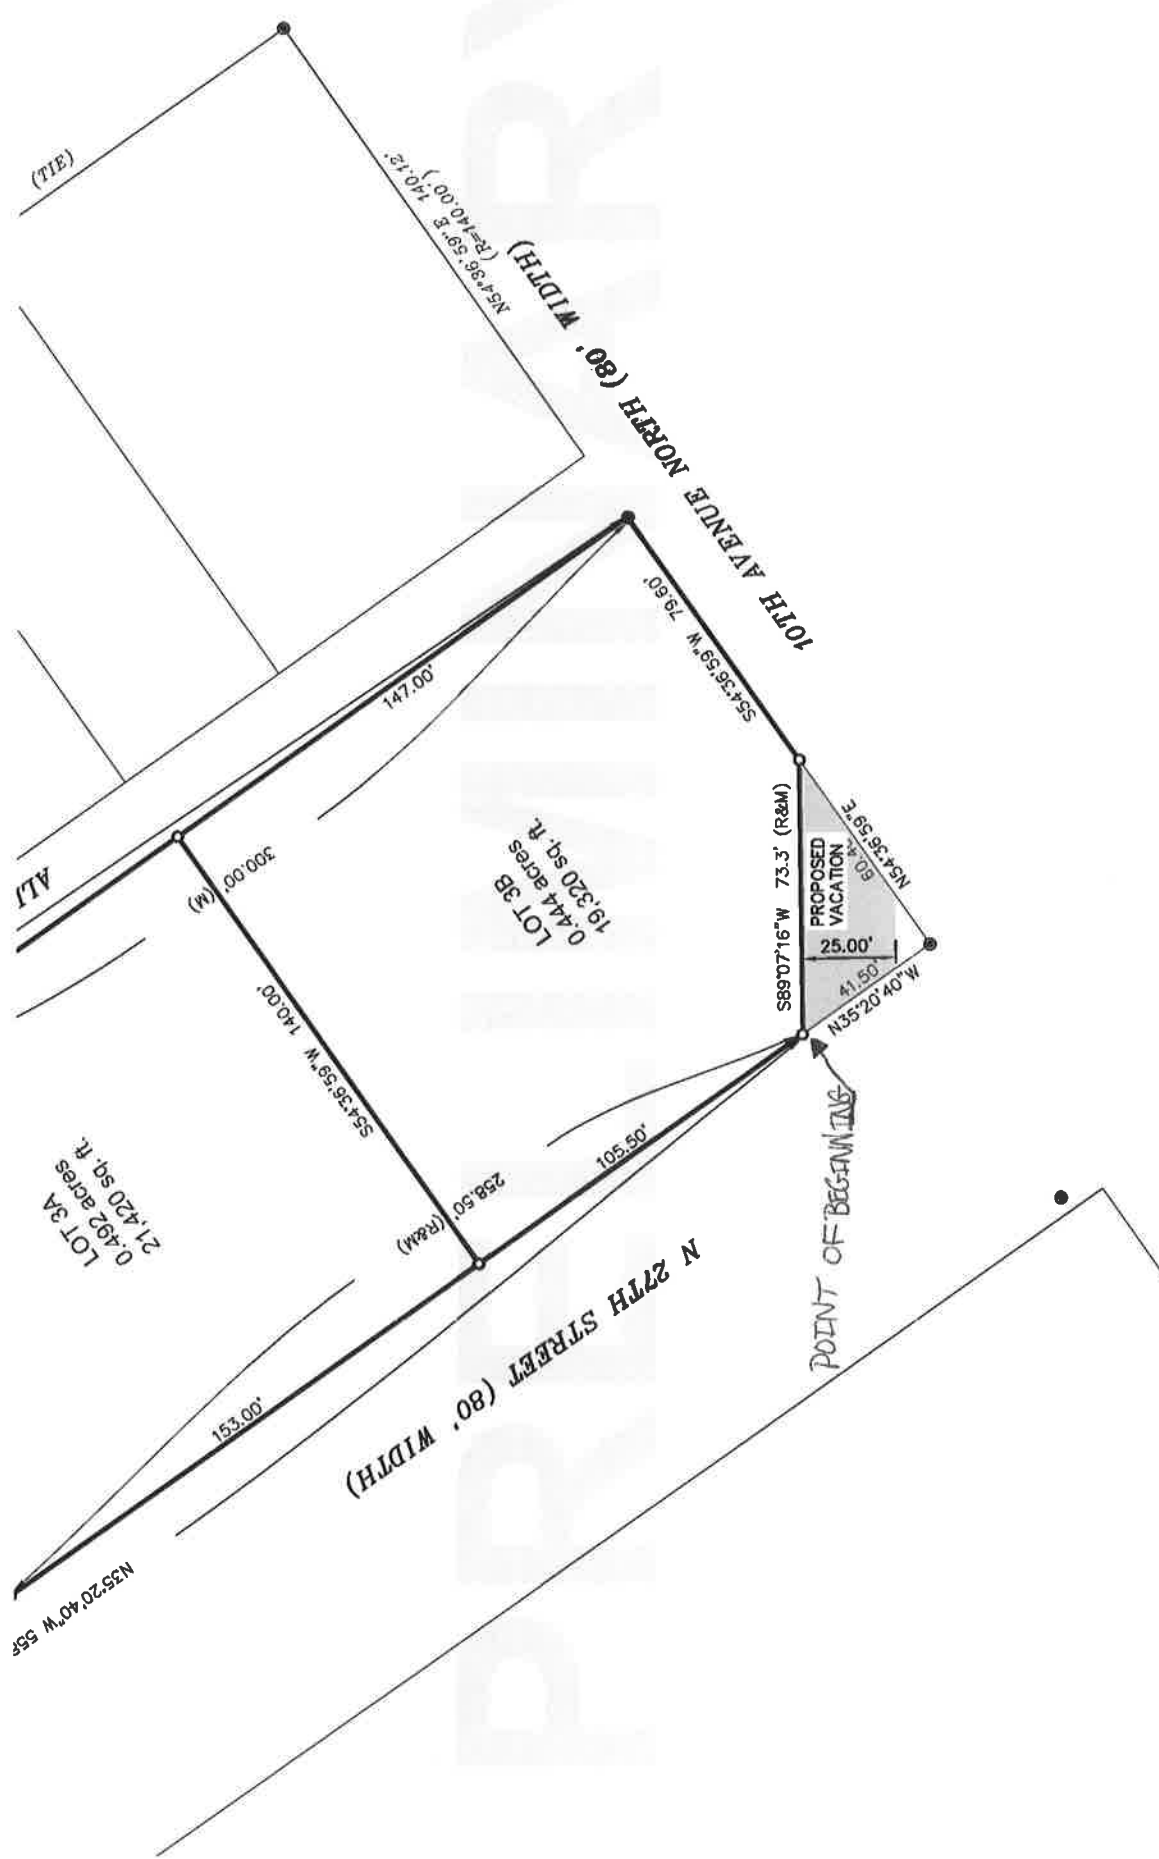 (TIE)
N54°36'59"E 140.12'
(R=140.00')
10TH AVENUE NORTH (80' WIDTH)
147.00'
79.60'
S54°36'59"W
300.00' (M)
LOT 3B
0.444 acres
19,320 sq. ft.
S89°07'16"W 73.3' (R&M)
PROPOSED
VACATION
25.00'
N54°36'59"E
41.50'
N35°20'40"W
S54°36'59"W 140.00'
LOT 3A
0.492 acres
21,420 sq. ft.
258.50' (R&M)
105.50'
POINT OF BEGINNING
N 27TH STREET (80' WIDTH)
153.00'
N35°20'40"W
PRELIMINARY